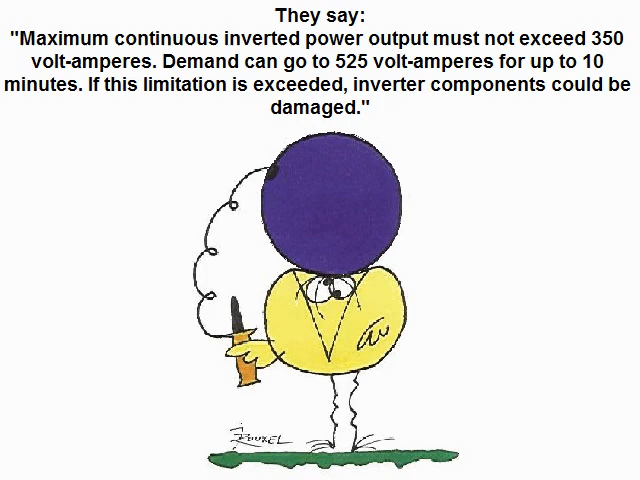 They say:
"Maximum continuous inverted power output must not exceed 350
volt-amperes. Demand can go to 525 volt-amperes for up to 10
minutes. If this limitation is exceeded, inverter components could be
damaged."